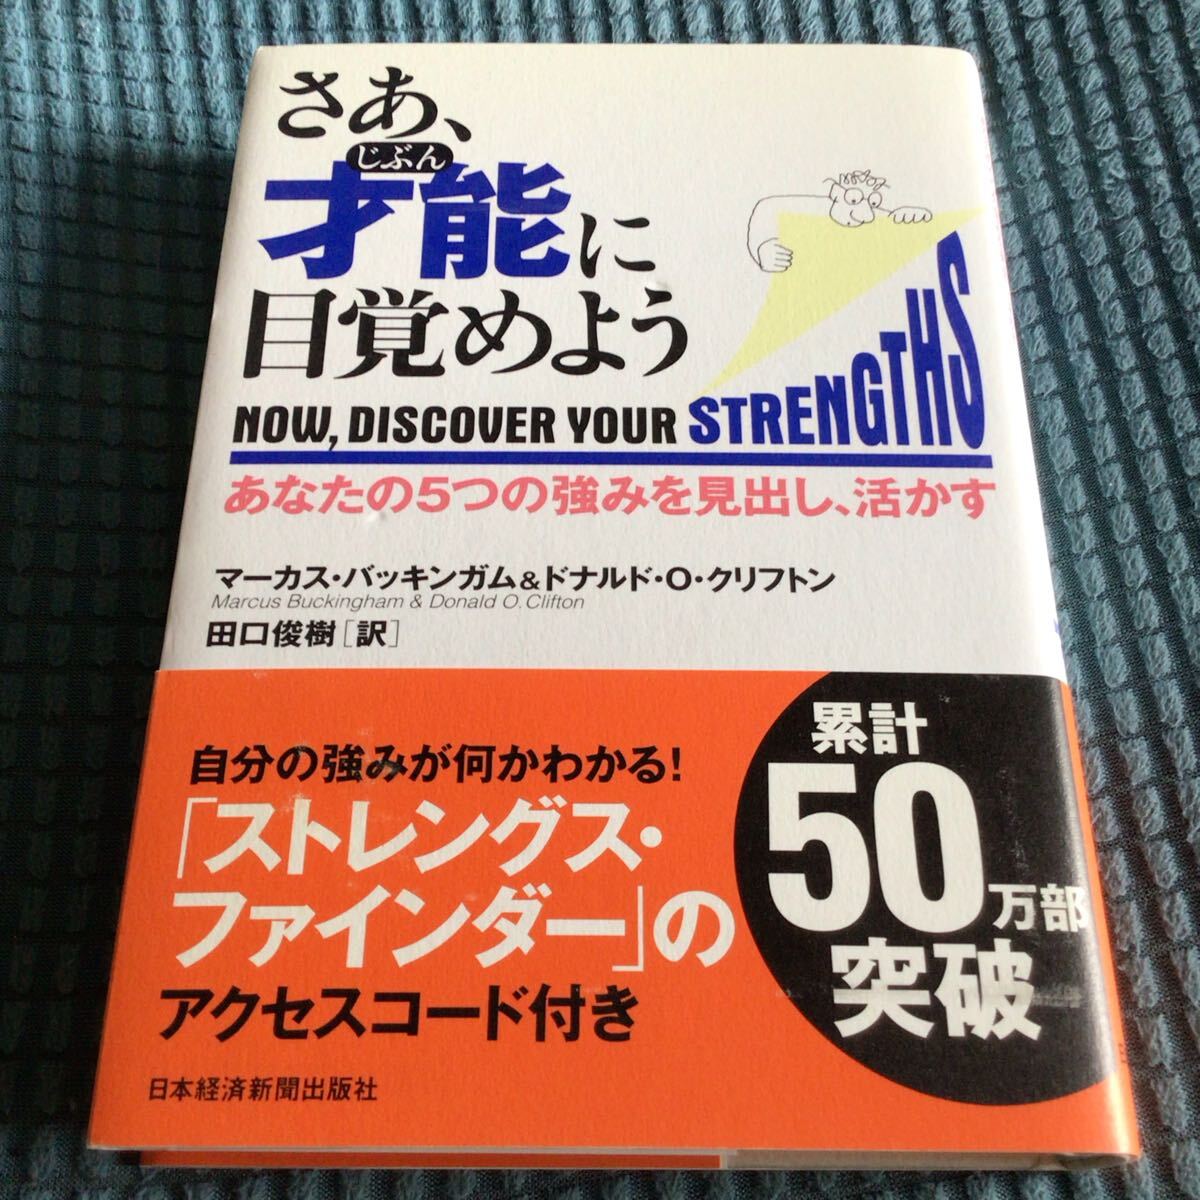 さあ、
じぶん
才能に
目覚めよう
NOW, DISCOVER YOUR STRENGTHS
あなたの5つの強みを見出し、活かす
マーカス・バッキンガム&ドナルド・O・クリフトン
Marcus Buckingham & Donald O. Clifton
田口俊樹[訳]
自分の強みが何かわかる!
「ストレングス・
ファインダー」の
アクセスコード付き
累計
50万部
突破
日本経済新聞出版社